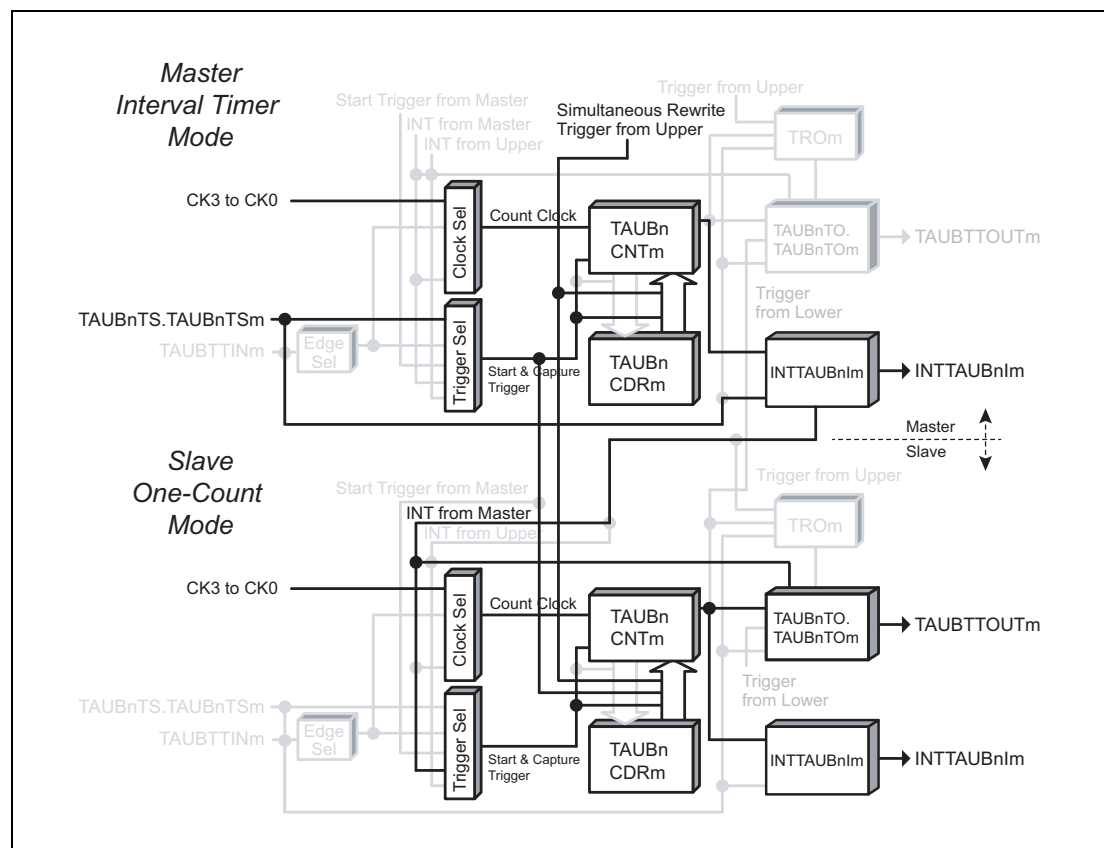 Master
Interval Timer
Mode
Start Trigger from Master
INT from Master
INT from Upper
Simultaneous Rewrite
Trigger from Upper
Trigger from Upper
TROm
CK3 to CK0
Clock Sel
Count Clock
TAUBn
CNTm
TAUBnTO.
TAUBnTOm
TAUBTTOUTm
Trigger
from Lower
TAUBnTS.TAUBnTSm
TAUBTTINm
Edge
Sel
Trigger Sel
Start & Capture
Trigger
TAUBn
CDRm
INTTAUBnIm
INTTAUBnIm
Master
Slave
Slave
One-Count
Mode
Start Trigger from Master
INT from Master
INT from Upper
Trigger from Upper
TROm
CK3 to CK0
Clock Sel
Count Clock
TAUBn
CNTm
TAUBnTO.
TAUBnTOm
TAUBTTOUTm
Trigger
from Lower
TAUBnTS.TAUBnTSm
TAUBTTINm
Edge
Sel
Trigger Sel
Start & Capture
Trigger
TAUBn
CDRm
INTTAUBnIm
INTTAUBnIm